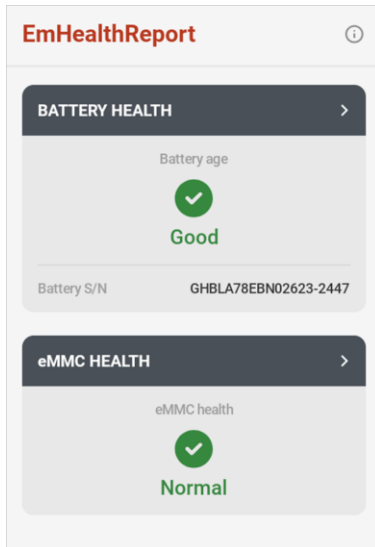 EmHealthReport
BATTERY HEALTH
Battery age
Good
Battery S/N GHBLA78EBN02623-2447
eMMC HEALTH
eMMC health
Normal